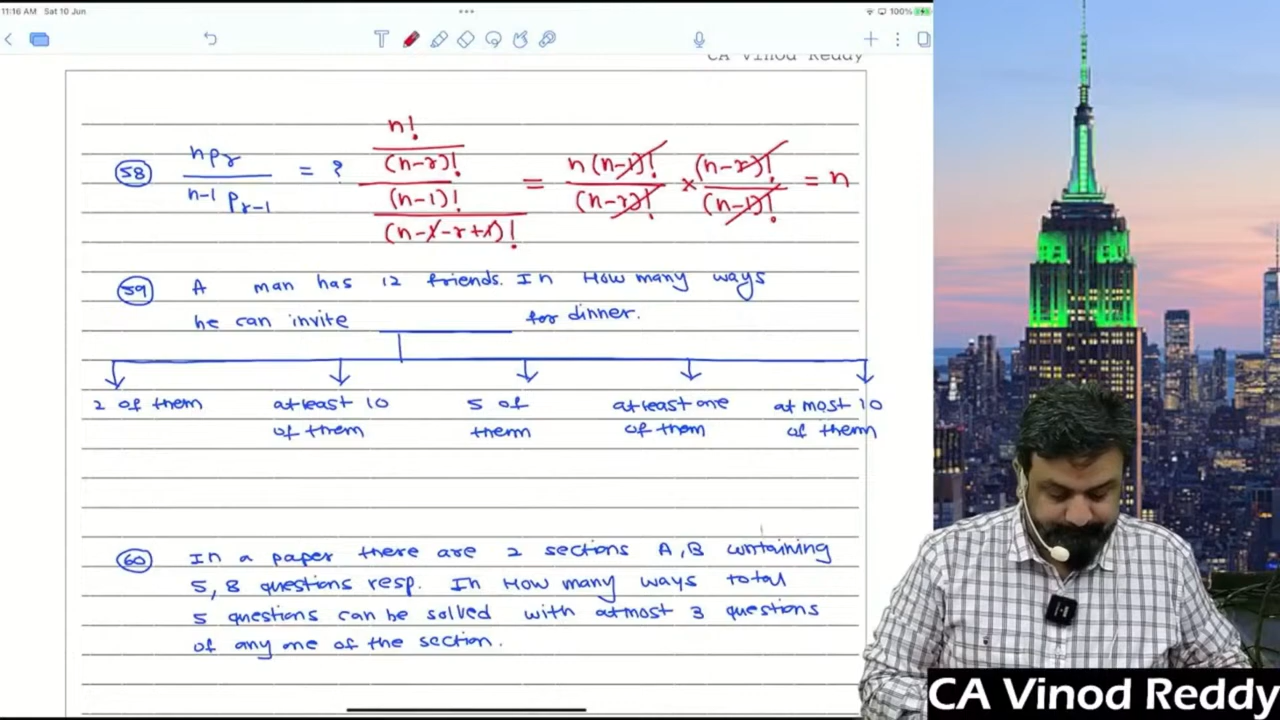 11:16 AM Sat 10 Jun
100%
CA Vinod Reddy
58 nPr / n-1 Pr-1 = ? n! / (n-r)! / (n-1)! / (n-1-r+1)! = n(n-1)! / (n-r)! × (n-r)! / (n-1)! = n
59 A man has 12 friends. In How many ways
he can invite ________ for dinner.
2 of them
atleast 10 of them
5 of them
atleast one of them
at most 10 of them
60 In a paper there are 2 sections A, B containing
5, 8 questions resp. In How many ways total
5 questions can be solved with atmost 3 questions
of any one of the section.
CA Vinod Reddy